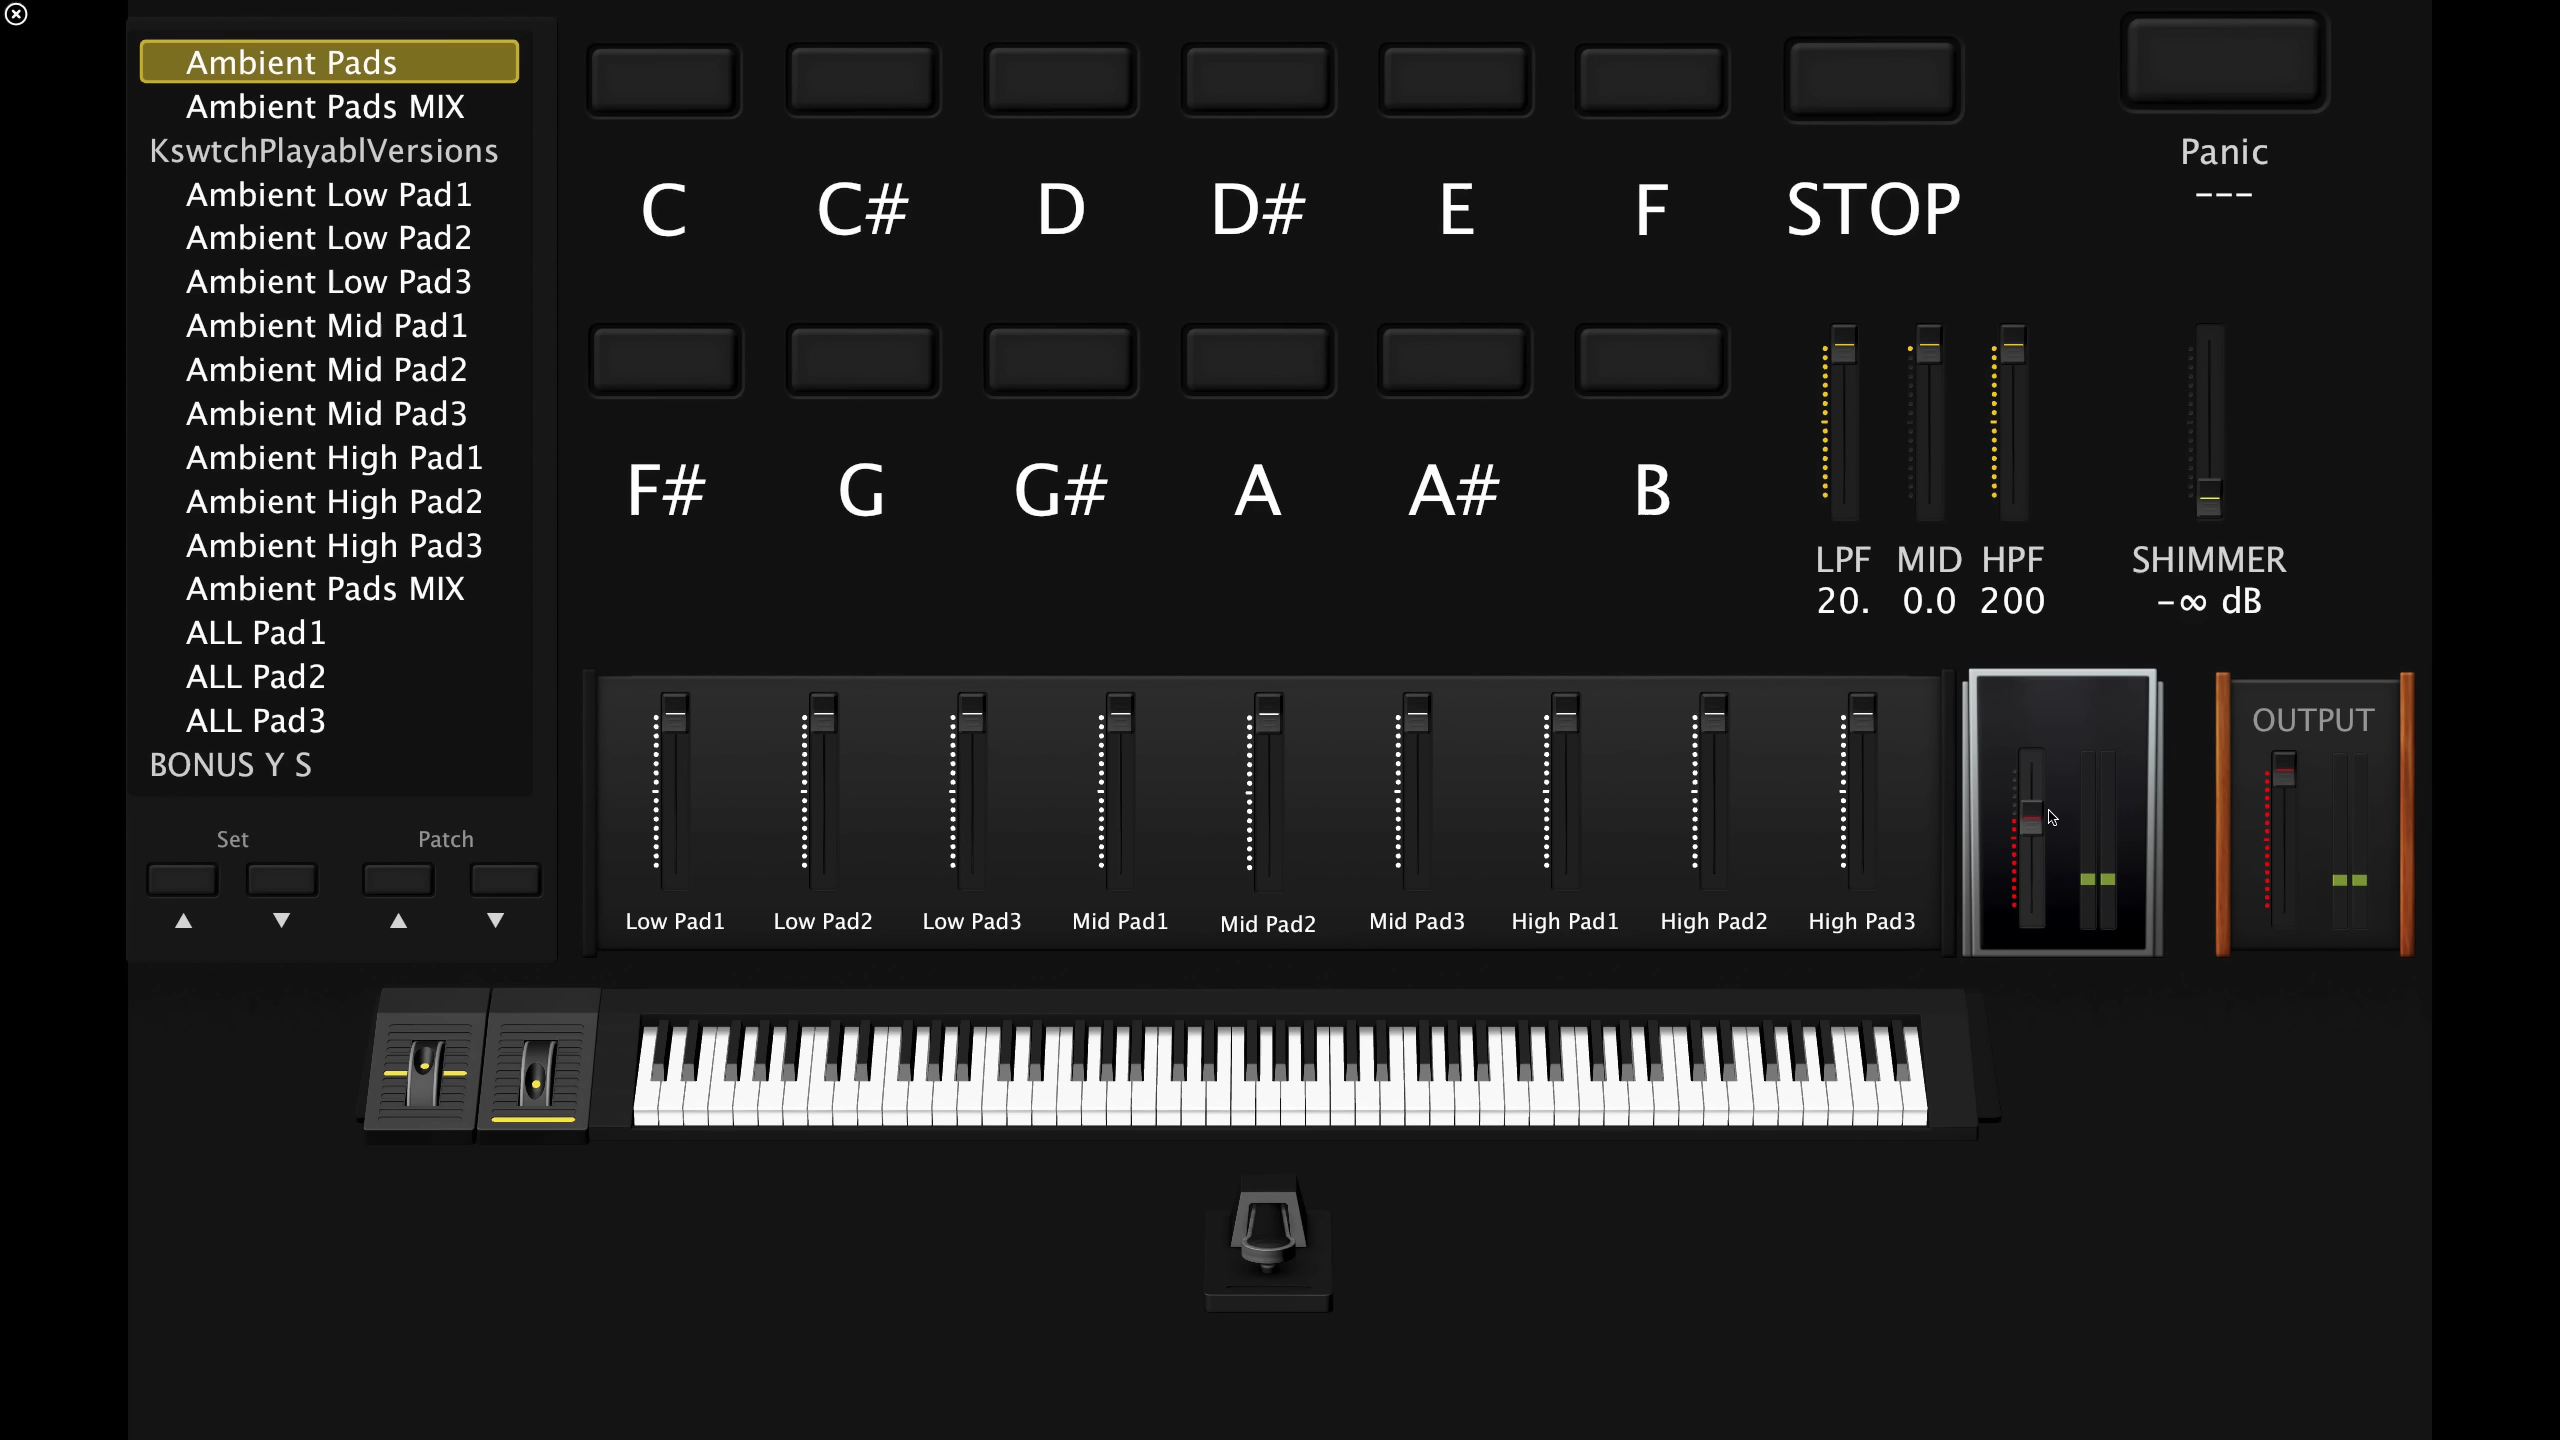 Ambient Pads
Ambient Pads MIX
KswtchPlayablVersions
Ambient Low Pad1
Ambient Low Pad2
Ambient Low Pad3
Ambient Mid Pad1
Ambient Mid Pad2
Ambient Mid Pad3
Ambient High Pad1
Ambient High Pad2
Ambient High Pad3
Ambient Pads MIX
ALL Pad1
ALL Pad2
ALL Pad3
BONUS Y S
Set Patch
▲ ▼ ▲ ▼
C C# D D# E F STOP
Panic
---
F# G G# A A# B
LPF MID HPF SHIMMER
20. 0.0 200 -∞ dB
Low Pad1 Low Pad2 Low Pad3 Mid Pad1 Mid Pad2 Mid Pad3 High Pad1 High Pad2 High Pad3
OUTPUT